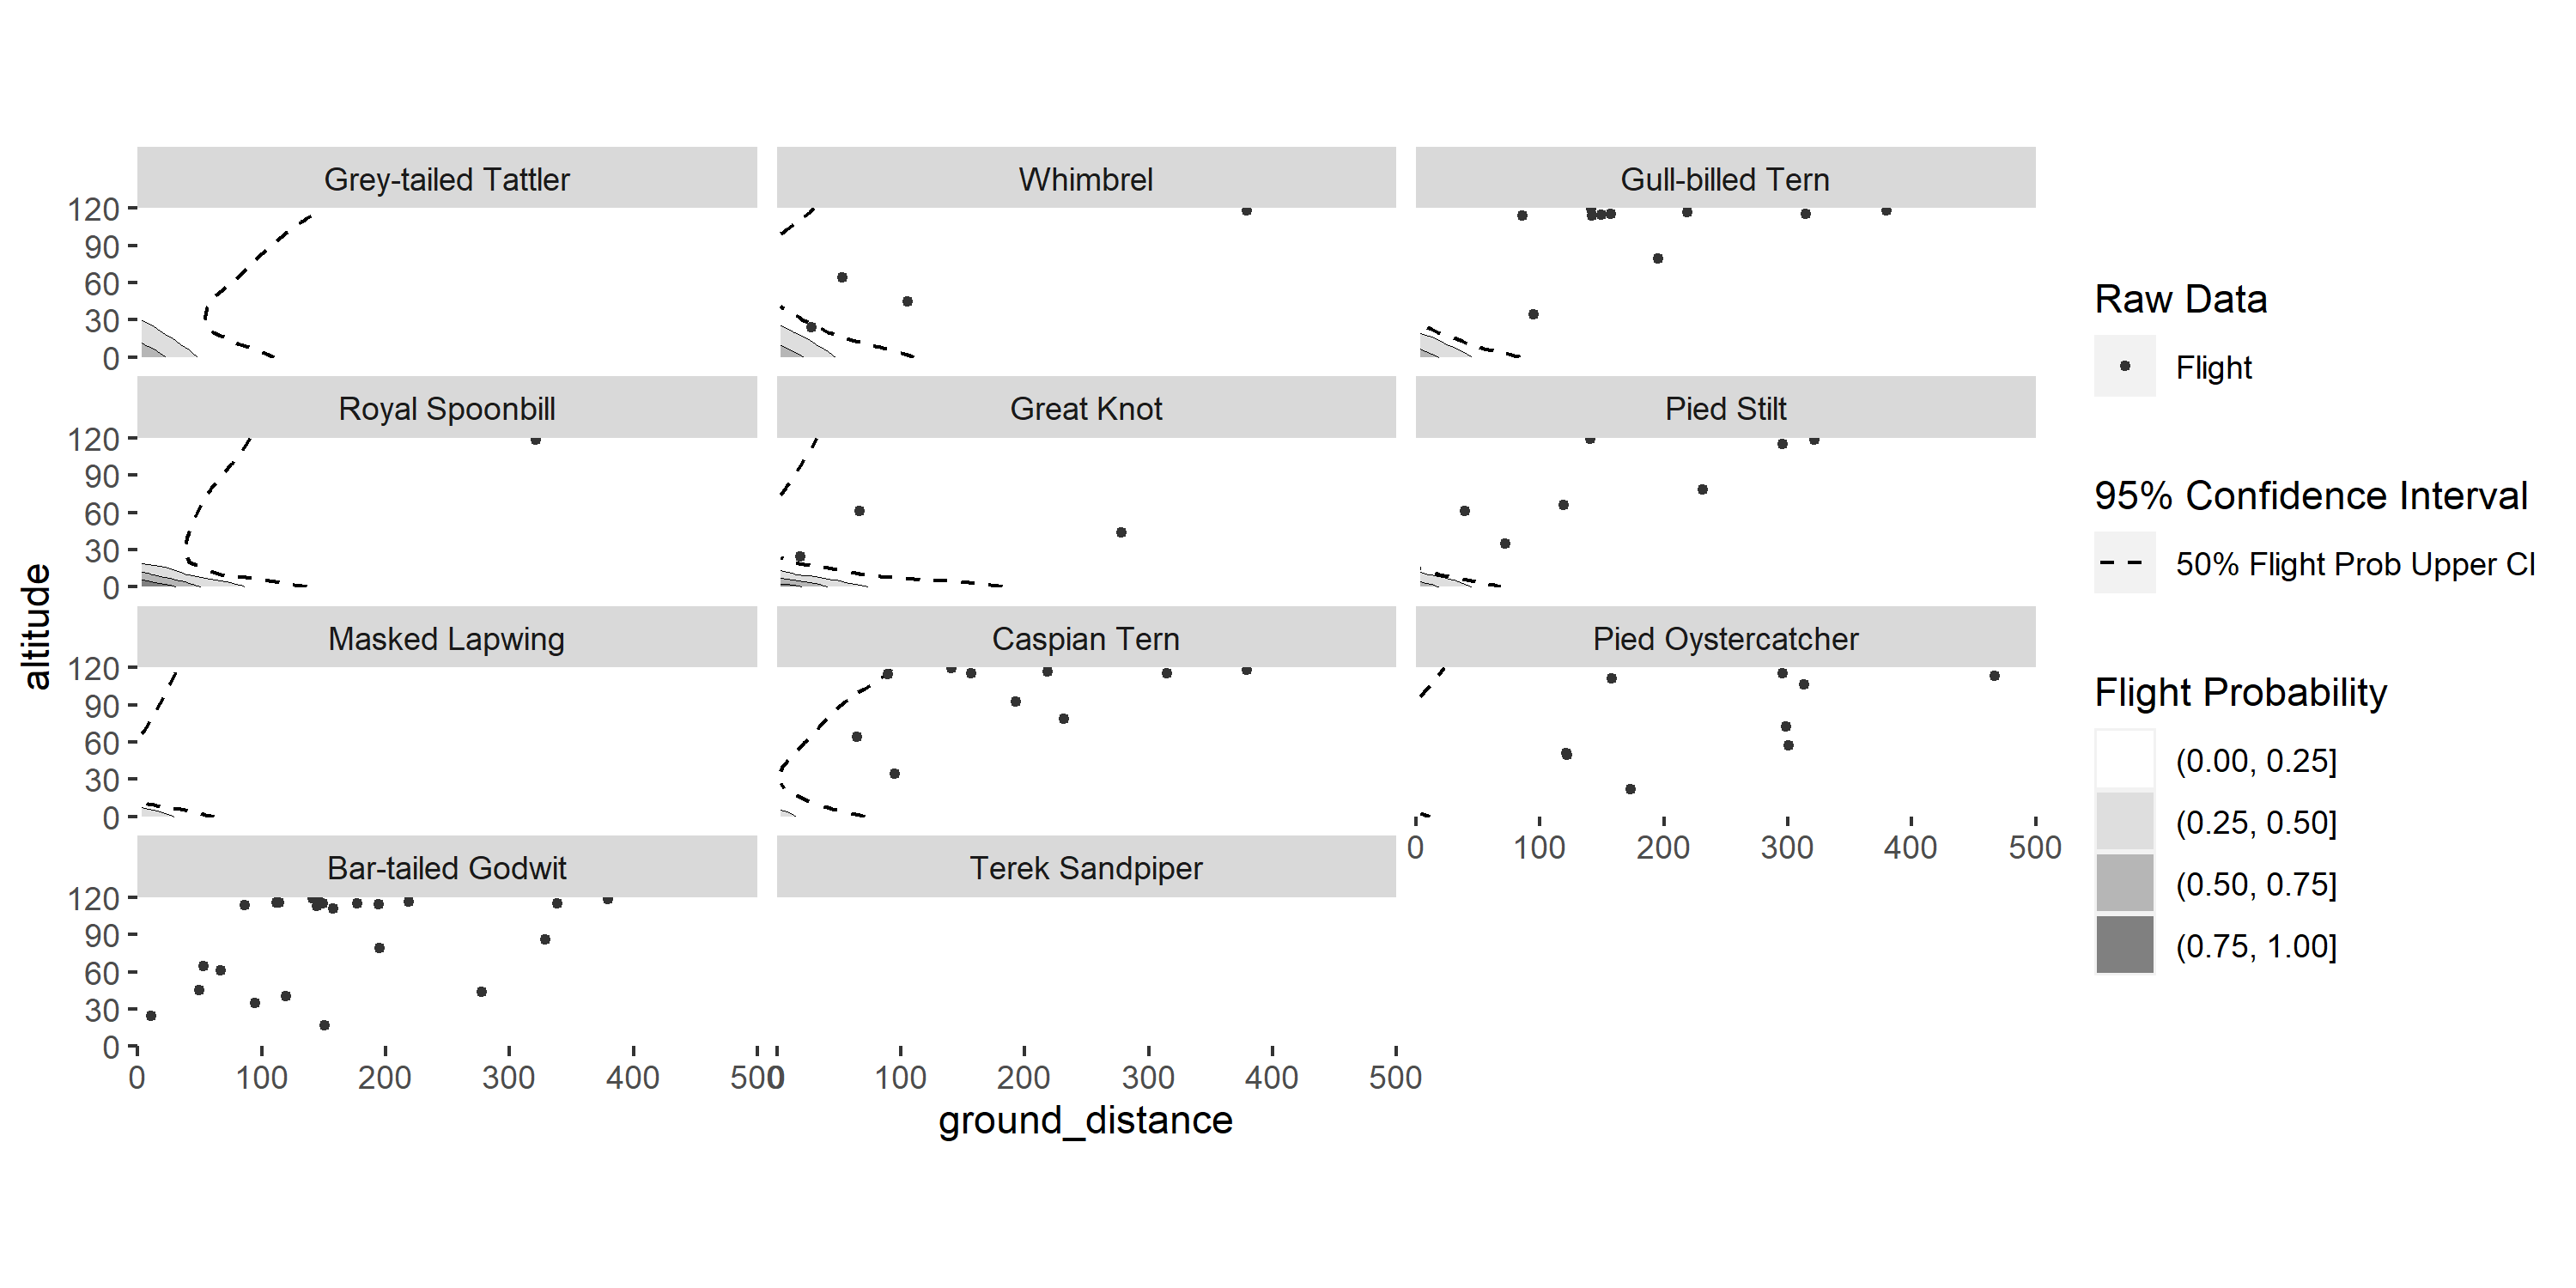 Grey-tailed Tattler
Whimbrel
Gull-billed Tern
120
90
60
30
0
Royal Spoonbill
Great Knot
Pied Stilt
120
90
60
30
0
Masked Lapwing
Caspian Tern
Pied Oystercatcher
120
90
60
30
0
0 100 200 300 400 500
Bar-tailed Godwit
Terek Sandpiper
120
90
60
30
0
0 100 200 300 400 500
0 100 200 300 400 500
altitude
ground_distance
Raw Data
Flight
95% Confidence Interval
50% Flight Prob Upper CI
Flight Probability
(0.00, 0.25]
(0.25, 0.50]
(0.50, 0.75]
(0.75, 1.00]